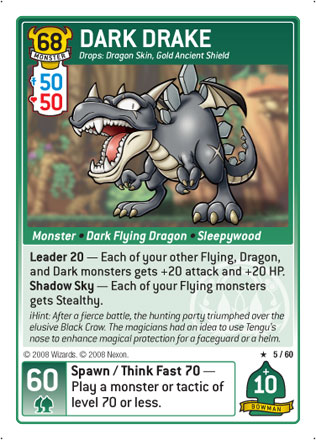 68
MONSTER
DARK DRAKE
Drops: Dragon Skin, Gold Ancient Shield
50
50
Monster • Dark Flying Dragon • Sleepywood
Leader 20 — Each of your other Flying, Dragon,
and Dark monsters gets +20 attack and +20 HP.
Shadow Sky — Each of your Flying monsters
gets Stealthy.
iHint: After a fierce battle, the hunting party triumphed over the
elusive Black Crow. The magicians had an idea to use Tengu's
nose to enhance magical protection for a faceguard or a helm.
© 2008 Wizards. © 2008 Nexon.
★ 5 / 60
60
Spawn / Think Fast 70 —
Play a monster or tactic of
level 70 or less.
+
10
BOWMAN